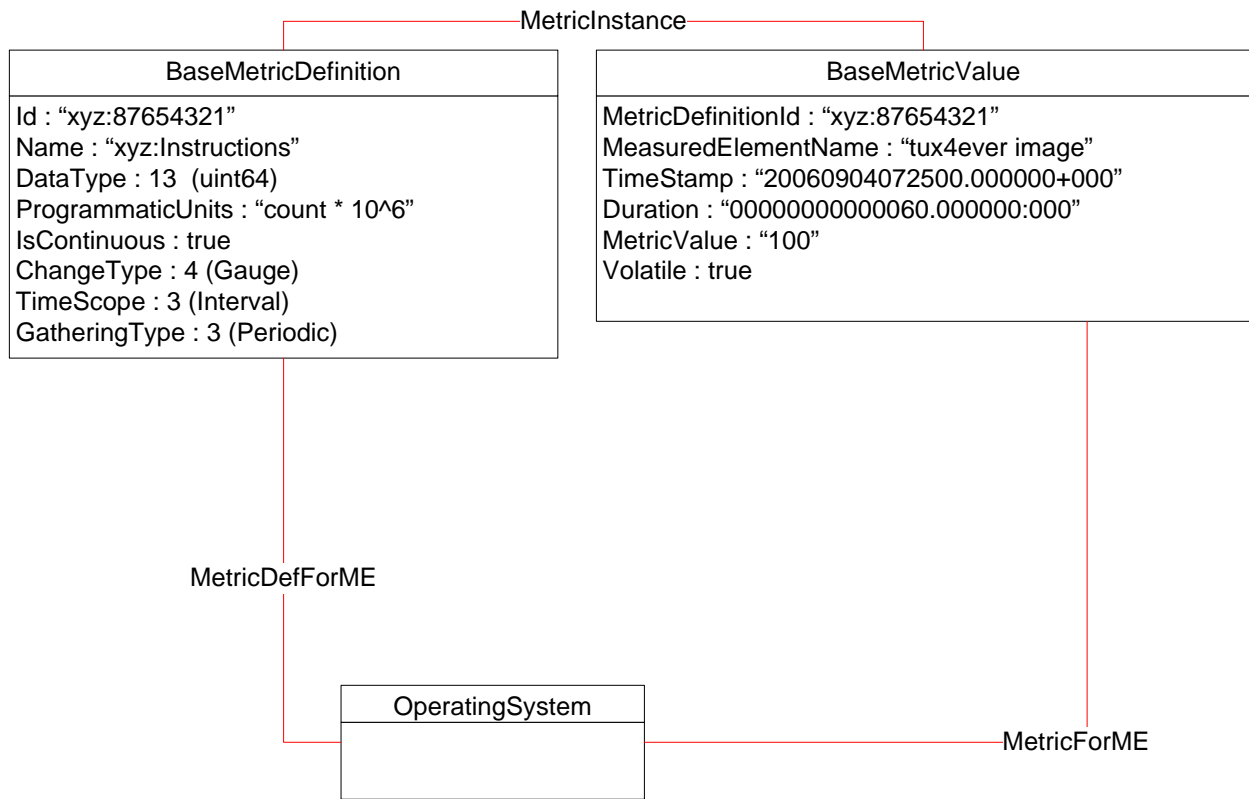 MetricInstance
BaseMetricDefinition
Id : “xyz:87654321”
Name : “xyz:Instructions”
DataType : 13  (uint64)
ProgrammaticUnits : “count * 10^6”
IsContinuous : true
ChangeType : 4 (Gauge)
TimeScope : 3 (Interval)
GatheringType : 3 (Periodic)
BaseMetricValue
MetricDefinitionId : “xyz:87654321”
MeasuredElementName : “tux4ever image”
TimeStamp : “20060904072500.000000+000”
Duration : “00000000000060.000000:000”
MetricValue : “100”
Volatile : true
MetricDefForME
OperatingSystem
MetricForME